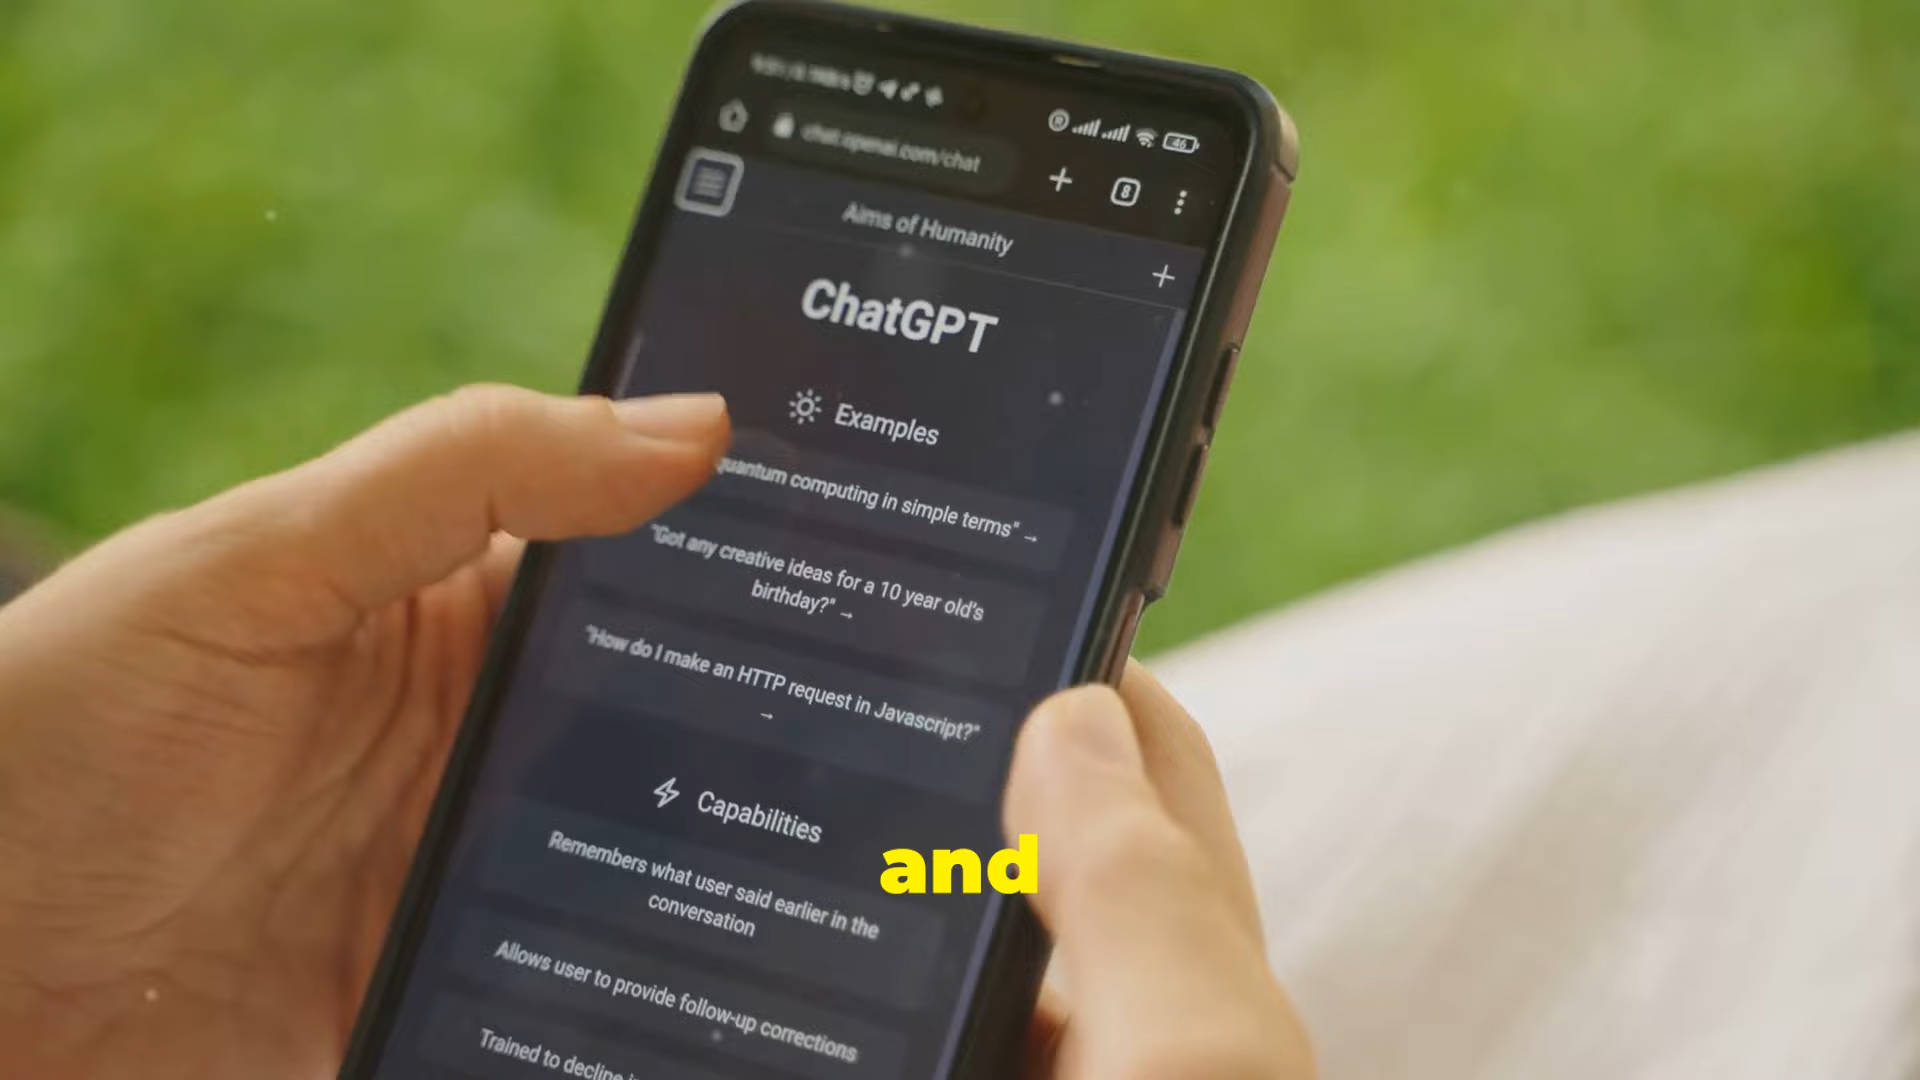 chat.openai.com/chat
46
8
Aims of Humanity
ChatGPT
Examples
quantum computing in simple terms" →
"Got any creative ideas for a 10 year old's
birthday?" →
"How do I make an HTTP request in Javascript?"
→
Capabilities
Remembers what user said earlier in the
conversation
and
Allows user to provide follow-up corrections
Trained to decline